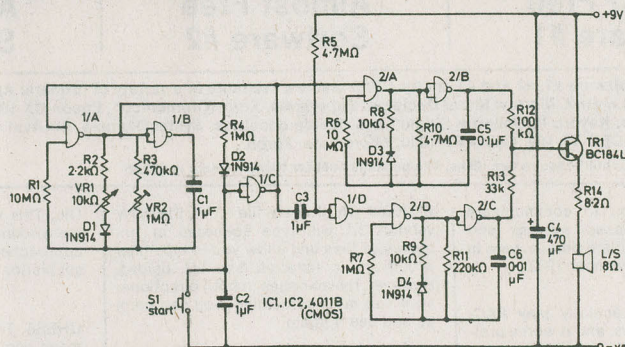 +9V
R5
4·7MΩ
2/A
2/B
1/A
1/B
R4
1MΩ
R8
10kΩ
R6
10
MΩ
R10
4·7MΩ
C5
0·1µF
R12
100
kΩ
TR1
BC184L
R2
2·2kΩ
R3
470kΩ
D2
1N914
D3
1N914
1/C
VR1
10kΩ
VR2
1MΩ
C1
1µF
R1
10MΩ
D1
1N914
C3
1µF
1/D
2/D
2/C
R13
33k
R14
8·2Ω
C4
470
µF
R7
1MΩ
R9
10kΩ
R11
220kΩ
C6
0·01
µF
L/S
8Ω
S1
'start'
C2
1µF
IC1, IC2, 4011B
(CMOS)
D4
1N914